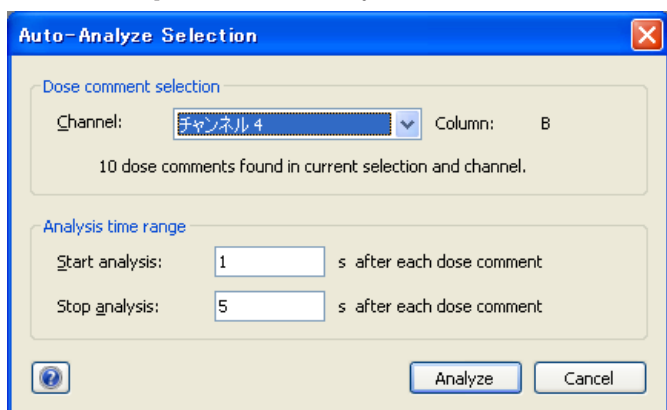 Auto-Analyze Selection
Dose comment selection
Channel: チャンネル 4 Column: B
10 dose comments found in current selection and channel.
Analysis time range
Start analysis: 1 s after each dose comment
Stop analysis: 5 s after each dose comment
? Analyze Cancel